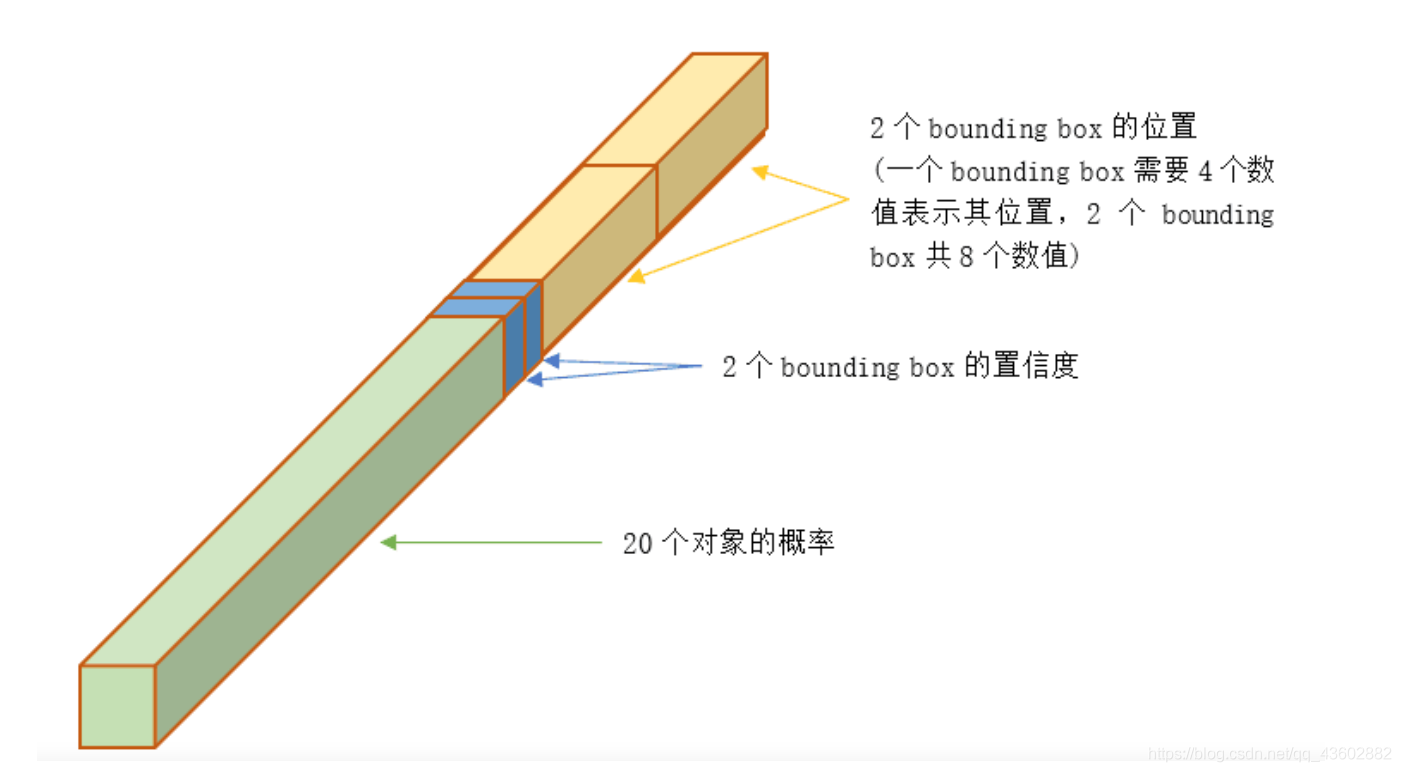 2 个 bounding box 的位置
(一个 bounding box 需要 4 个数
值表示其位置，2 个 bounding
box 共 8 个数值)
2 个 bounding box 的置信度
20 个对象的概率
https://blog.csdn.net/qq_43602882